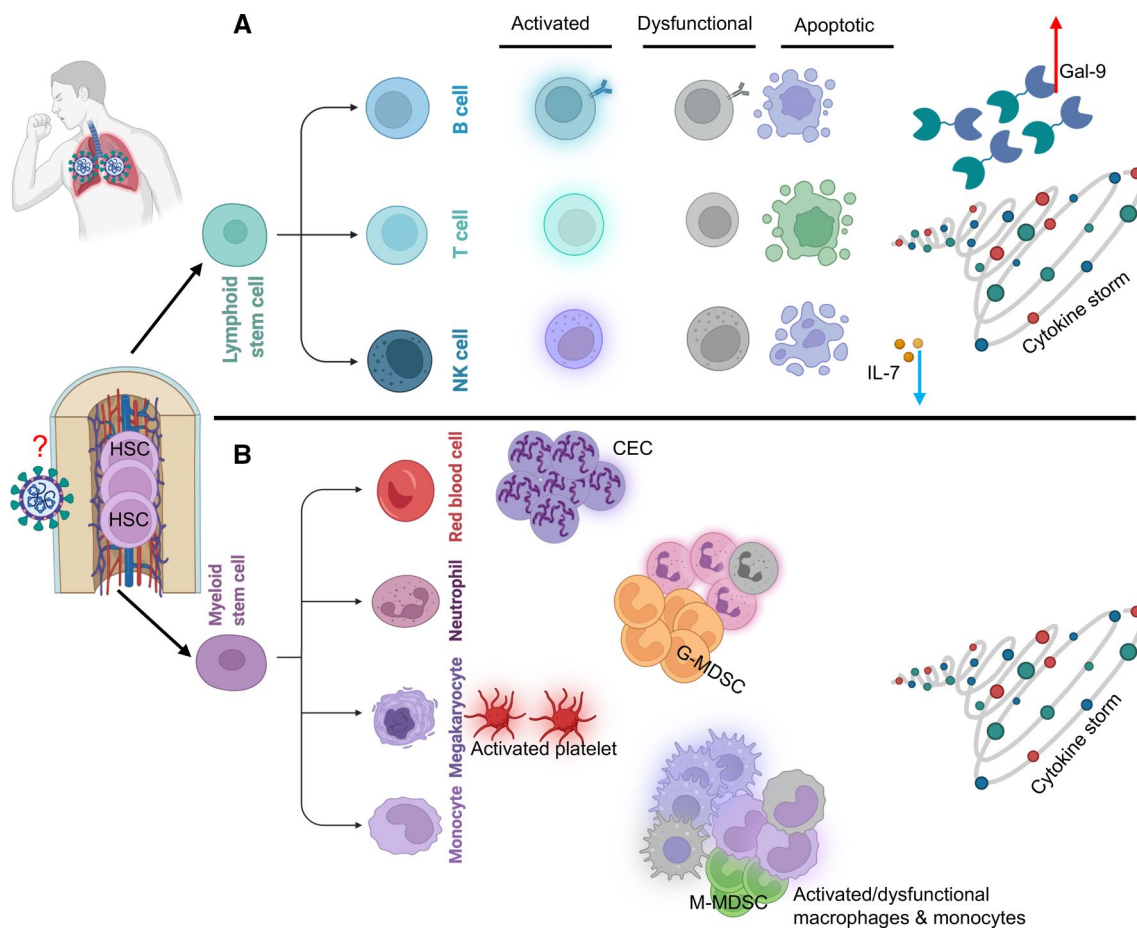 A
Activated
Dysfunctional
Apoptotic
Gal-9
B cell
T cell
Lymphoid
stem cell
NK cell
Cytokine storm
IL-7
?
HSC
HSC
B
CEC
Red blood cell
Neutrophil
G-MDSC
Myeloid
stem cell
Megakaryocyte
Activated platelet
Cytokine storm
Monocyte
M-MDSC
Activated/dysfunctional
macrophages & monocytes